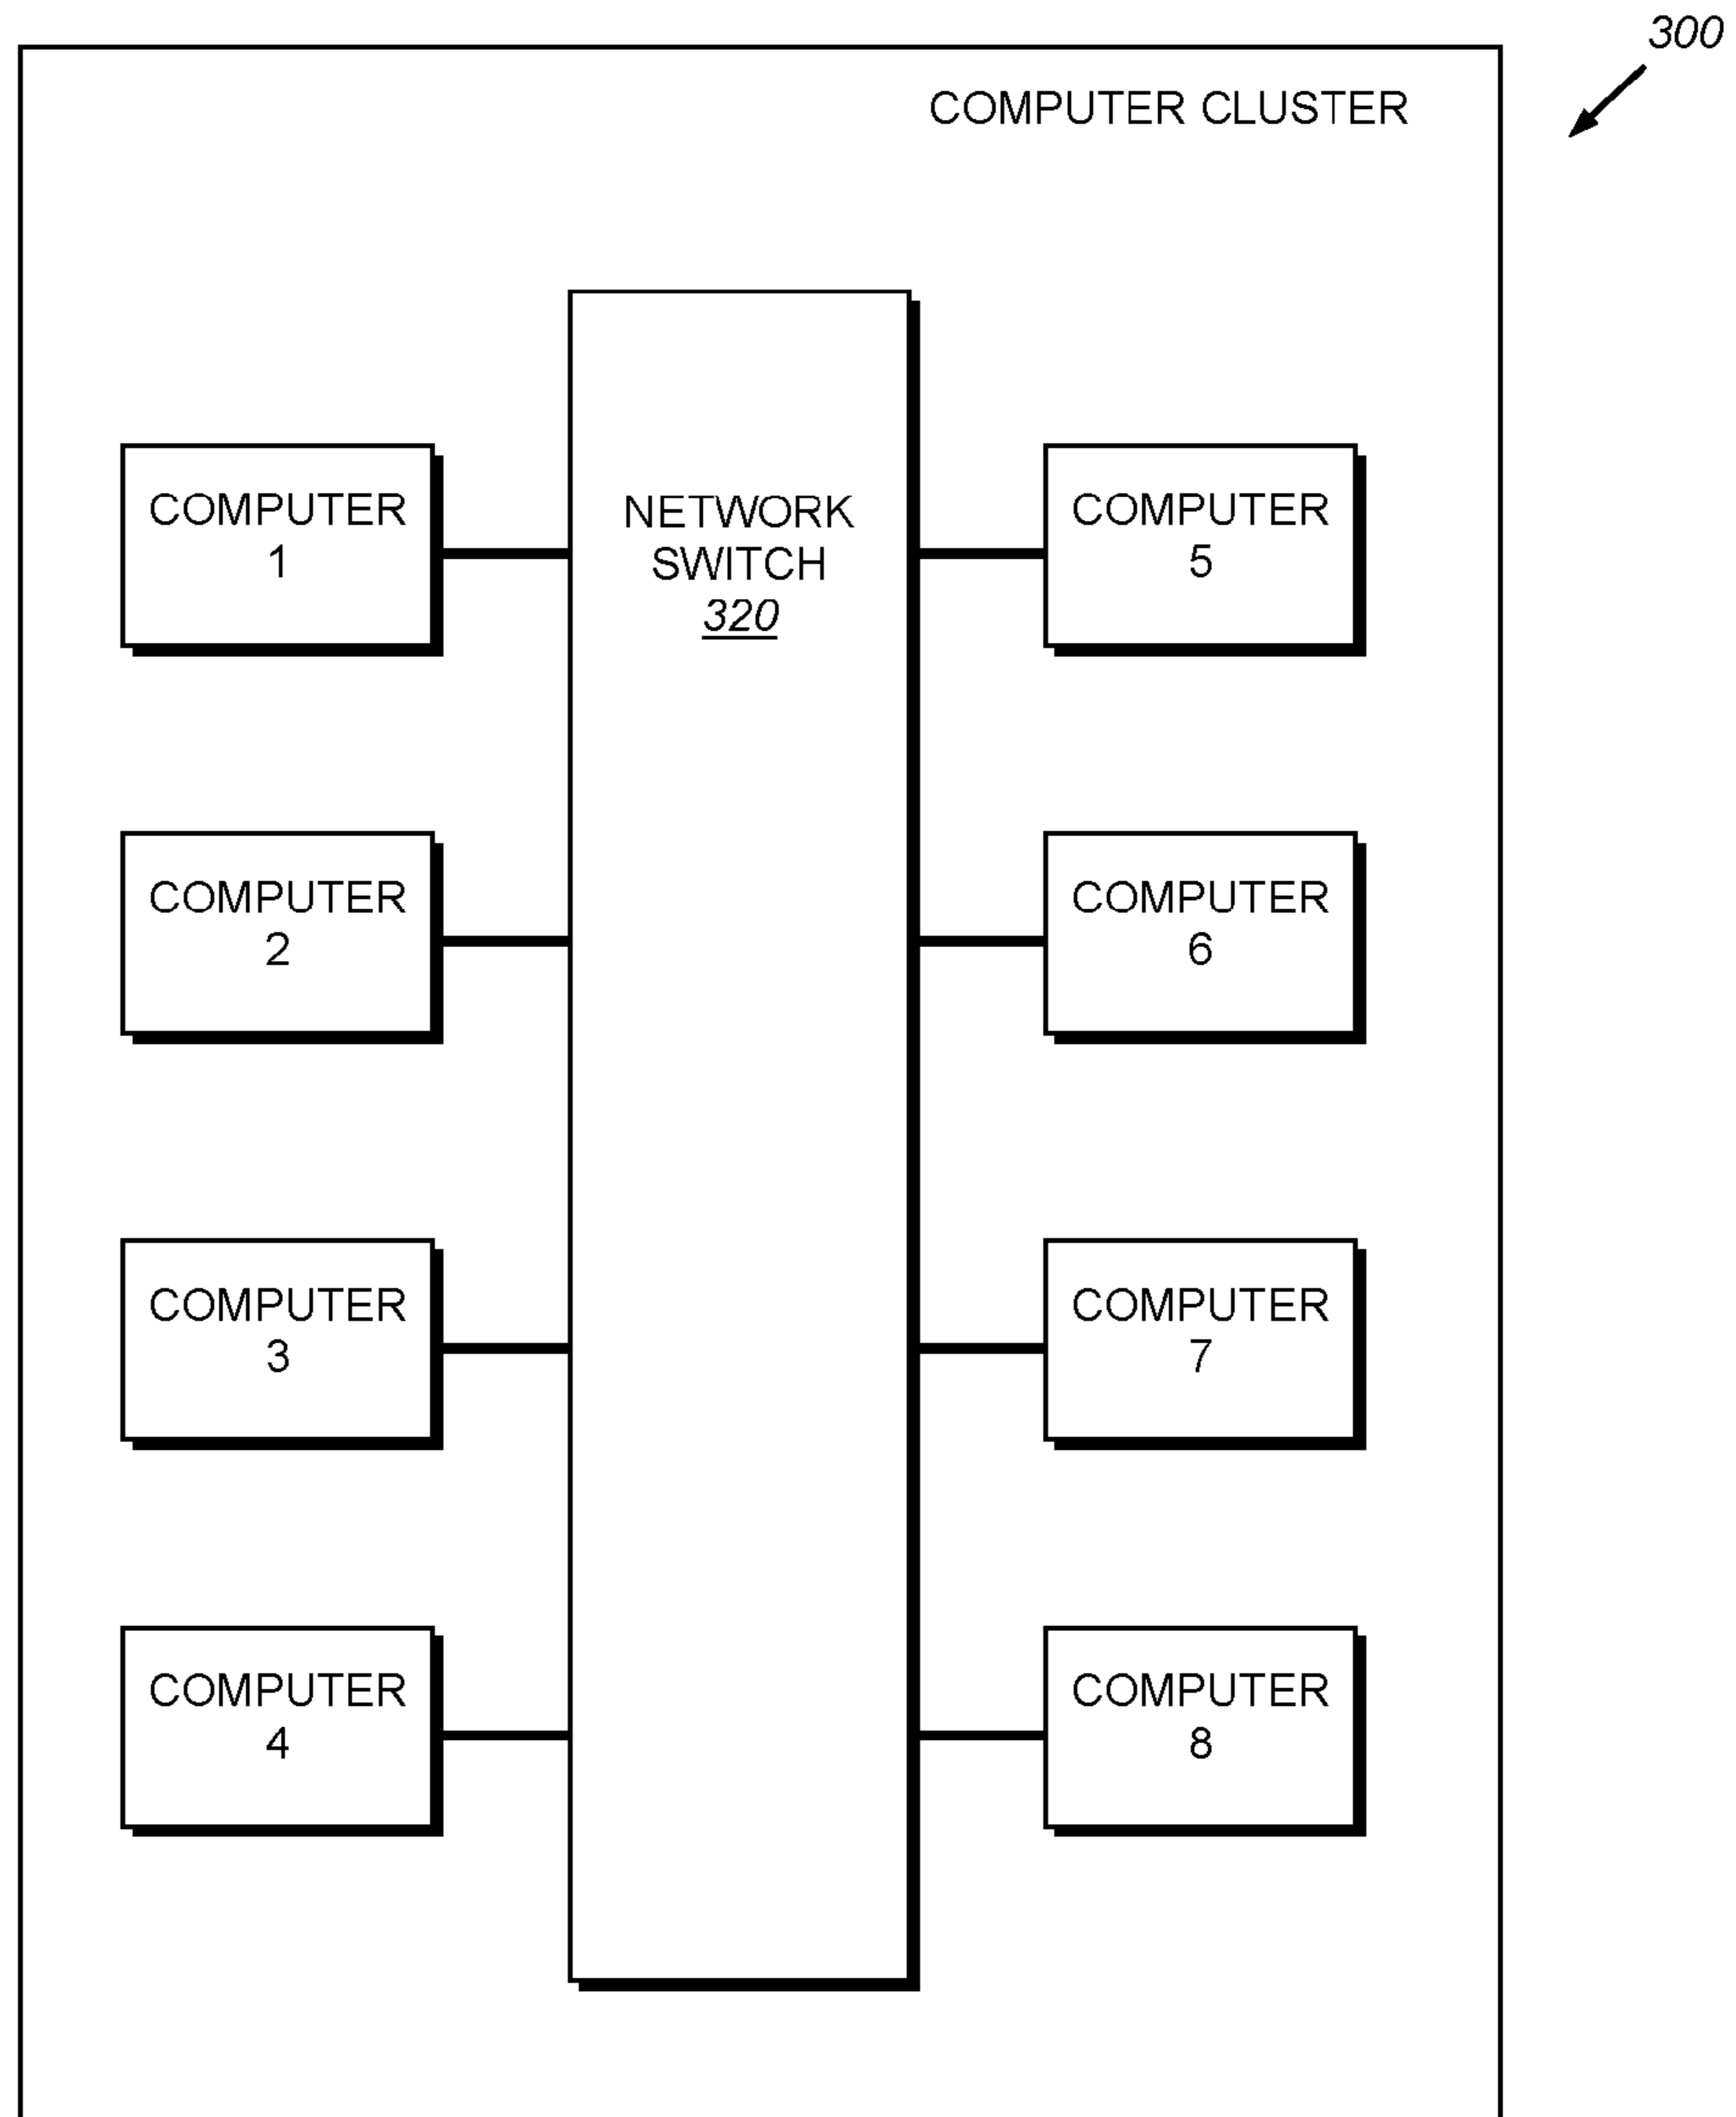 300
COMPUTER CLUSTER
COMPUTER
1
NETWORK
SWITCH
320
COMPUTER
5
COMPUTER
2
COMPUTER
6
COMPUTER
3
COMPUTER
7
COMPUTER
4
COMPUTER
8